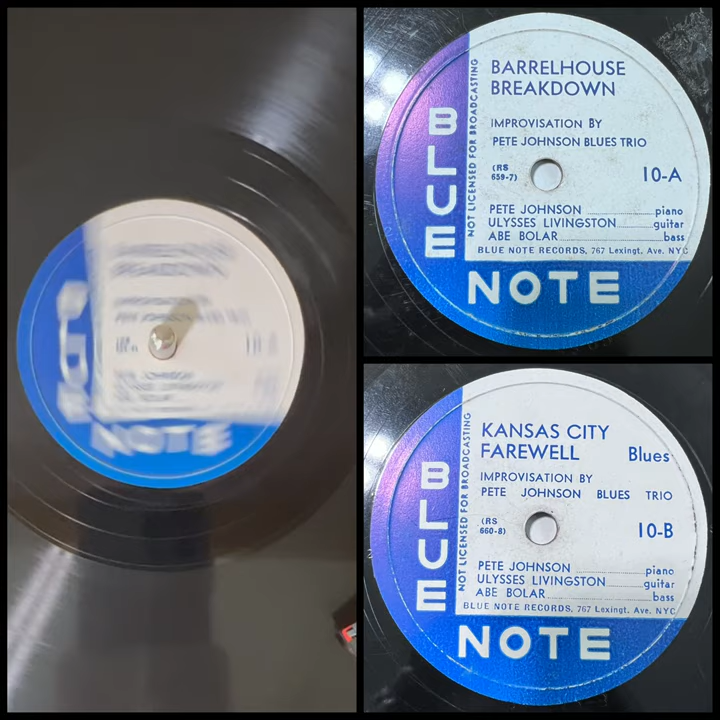 NOTE
BARRELHOUSE
BREAKDOWN
IMPROVISATION BY
PETE JOHNSON BLUES TRIO
(RS
659-7)
10-A
PETE JOHNSON piano
ULYSSES LIVINGSTON guitar
ABE BOLAR bass
BLUE NOTE RECORDS, 767 Lexingt. Ave. NYC
NOT LICENSED FOR BROADCASTING
BLUE
NOTE
KANSAS CITY
FAREWELL Blues
IMPROVISATION BY
PETE JOHNSON BLUES TRIO
(RS
660-8)
10-B
PETE JOHNSON piano
ULYSSES LIVINGSTON guitar
ABE BOLAR bass
BLUE NOTE RECORDS, 767 Lexingt. Ave. NYC
NOT LICENSED FOR BROADCASTING
BLUE
NOTE